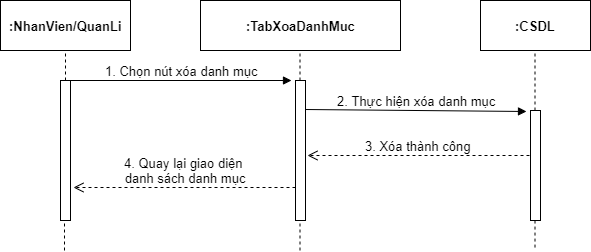 :NhanVien/QuanLi
:TabXoaDanhMuc
:CSDL
1. Chọn nút xóa danh mục
2. Thực hiện xóa danh mục
3. Xóa thành công
4. Quay lại giao diện
danh sách danh mục